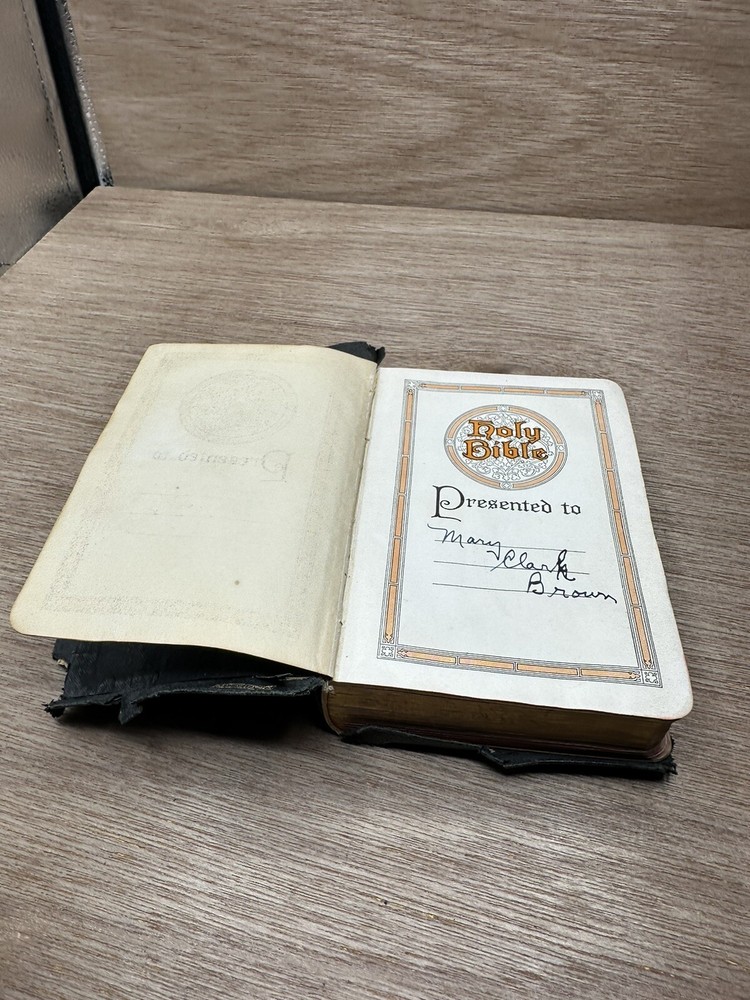 Holy
Bible
Presented to
Mary
Clark
Brown